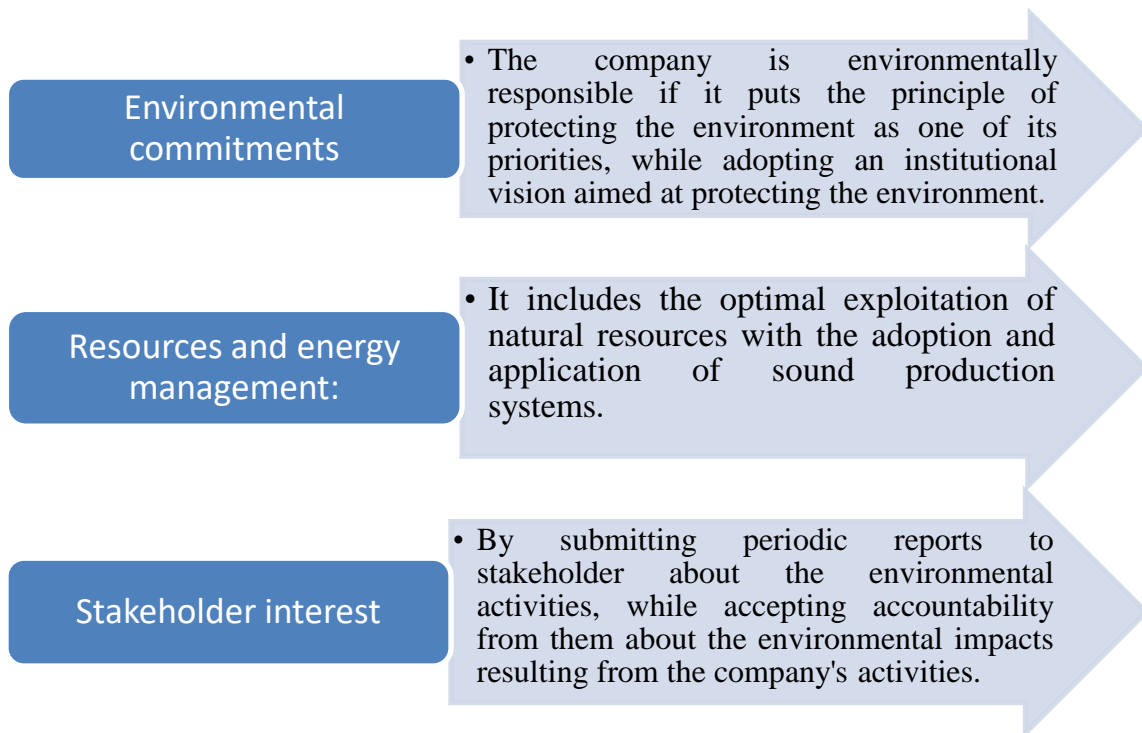 Environmental
commitments
• The company is environmentally
responsible if it puts the principle of
protecting the environment as one of its
priorities, while adopting an institutional
vision aimed at protecting the environment.
Resources and energy
management:
• It includes the optimal exploitation of
natural resources with the adoption and
application of sound production
systems.
Stakeholder interest
• By submitting periodic reports to
stakeholder about the environmental
activities, while accepting accountability
from them about the environmental impacts
resulting from the company's activities.